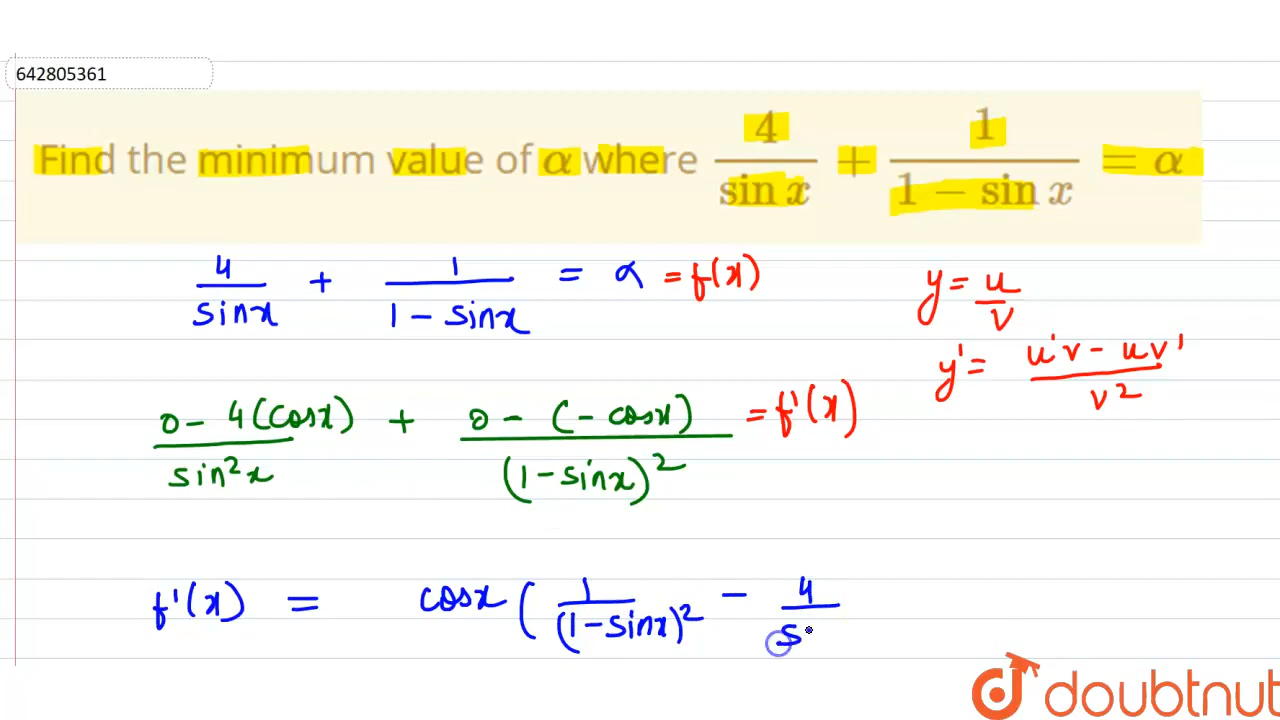 642805361
Find the minimum value of α where 4/(sin x) + 1/(1 − sin x) = α
4/(sinx) + 1/(1 − sinx) = α = f(x)
y = u/v
y' = (u'v − uv')/v²
(0 − 4(cosx))/(sin²x) + (0 − (− cosx))/((1 − sinx)²) = f'(x)
f'(x) = cosx ( 1/((1 − sinx)²) − 4/s
doubtnut